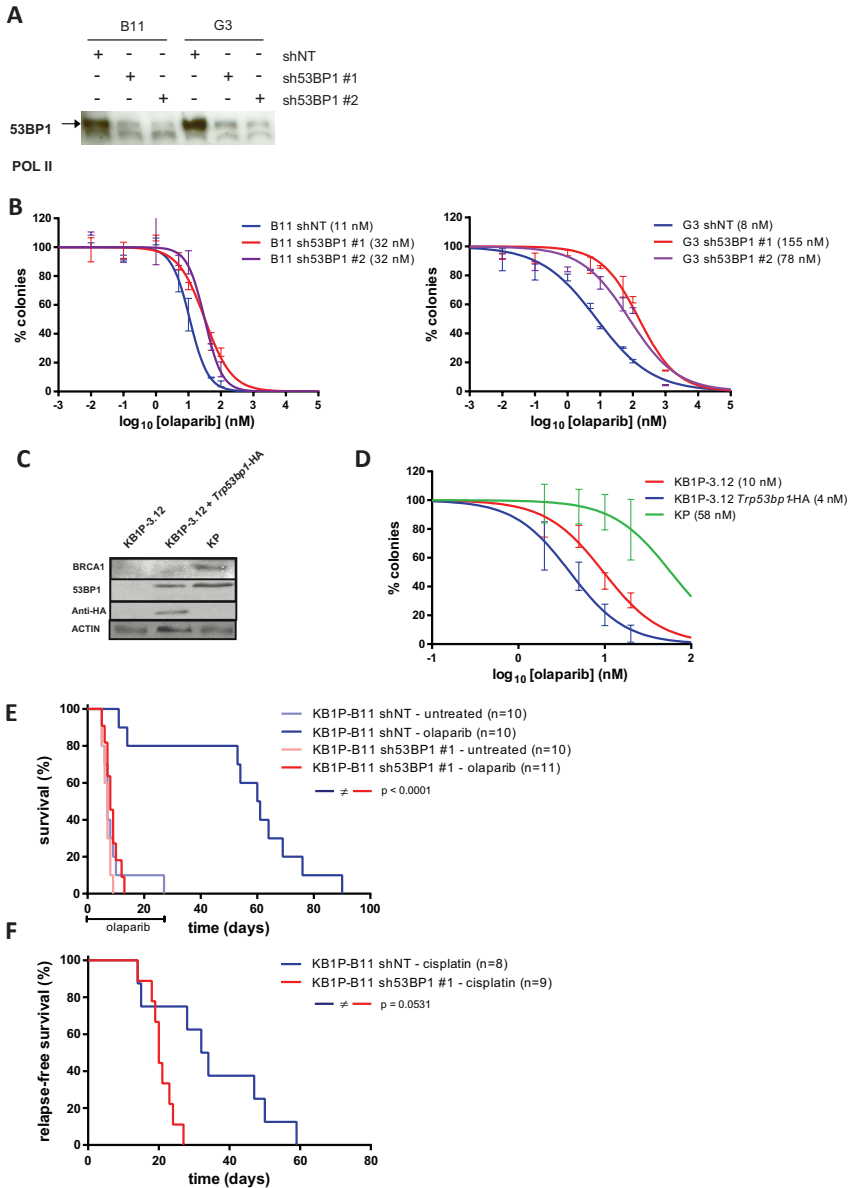 A
B11 G3
+ - - + - - shNT
- + - - + - sh53BP1 #1
- - + - - + sh53BP1 #2
53BP1
POL II
B
120
100
80
60
40
20
0
% colonies
-3 -2 -1 0 1 2 3 4 5
log10 [olaparib] (nM)
B11 shNT (11 nM)
B11 sh53BP1 #1 (32 nM)
B11 sh53BP1 #2 (32 nM)
120
100
80
60
40
20
0
% colonies
-3 -2 -1 0 1 2 3 4 5
log10 [olaparib] (nM)
G3 shNT (8 nM)
G3 sh53BP1 #1 (155 nM)
G3 sh53BP1 #2 (78 nM)
C
KB1P-3.12
KB1P-3.12 + Trp53bp1-HA
KP
BRCA1
53BP1
Anti-HA
ACTIN
D
120
100
80
60
40
20
0
% colonies
-1 0 1 2
log10 [olaparib] (nM)
KB1P-3.12 (10 nM)
KB1P-3.12 Trp53bp1-HA (4 nM)
KP (58 nM)
E
100
80
60
40
20
0
survival (%)
0 20 40 60 80 100
time (days)
olaparib
KB1P-B11 shNT - untreated (n=10)
KB1P-B11 shNT - olaparib (n=10)
KB1P-B11 sh53BP1 #1 - untreated (n=10)
KB1P-B11 sh53BP1 #1 - olaparib (n=11)
≠ p < 0.0001
F
100
80
60
40
20
0
relapse-free survival (%)
0 20 40 60 80
time (days)
KB1P-B11 shNT - cisplatin (n=8)
KB1P-B11 sh53BP1 #1 - cisplatin (n=9)
≠ p = 0.0531